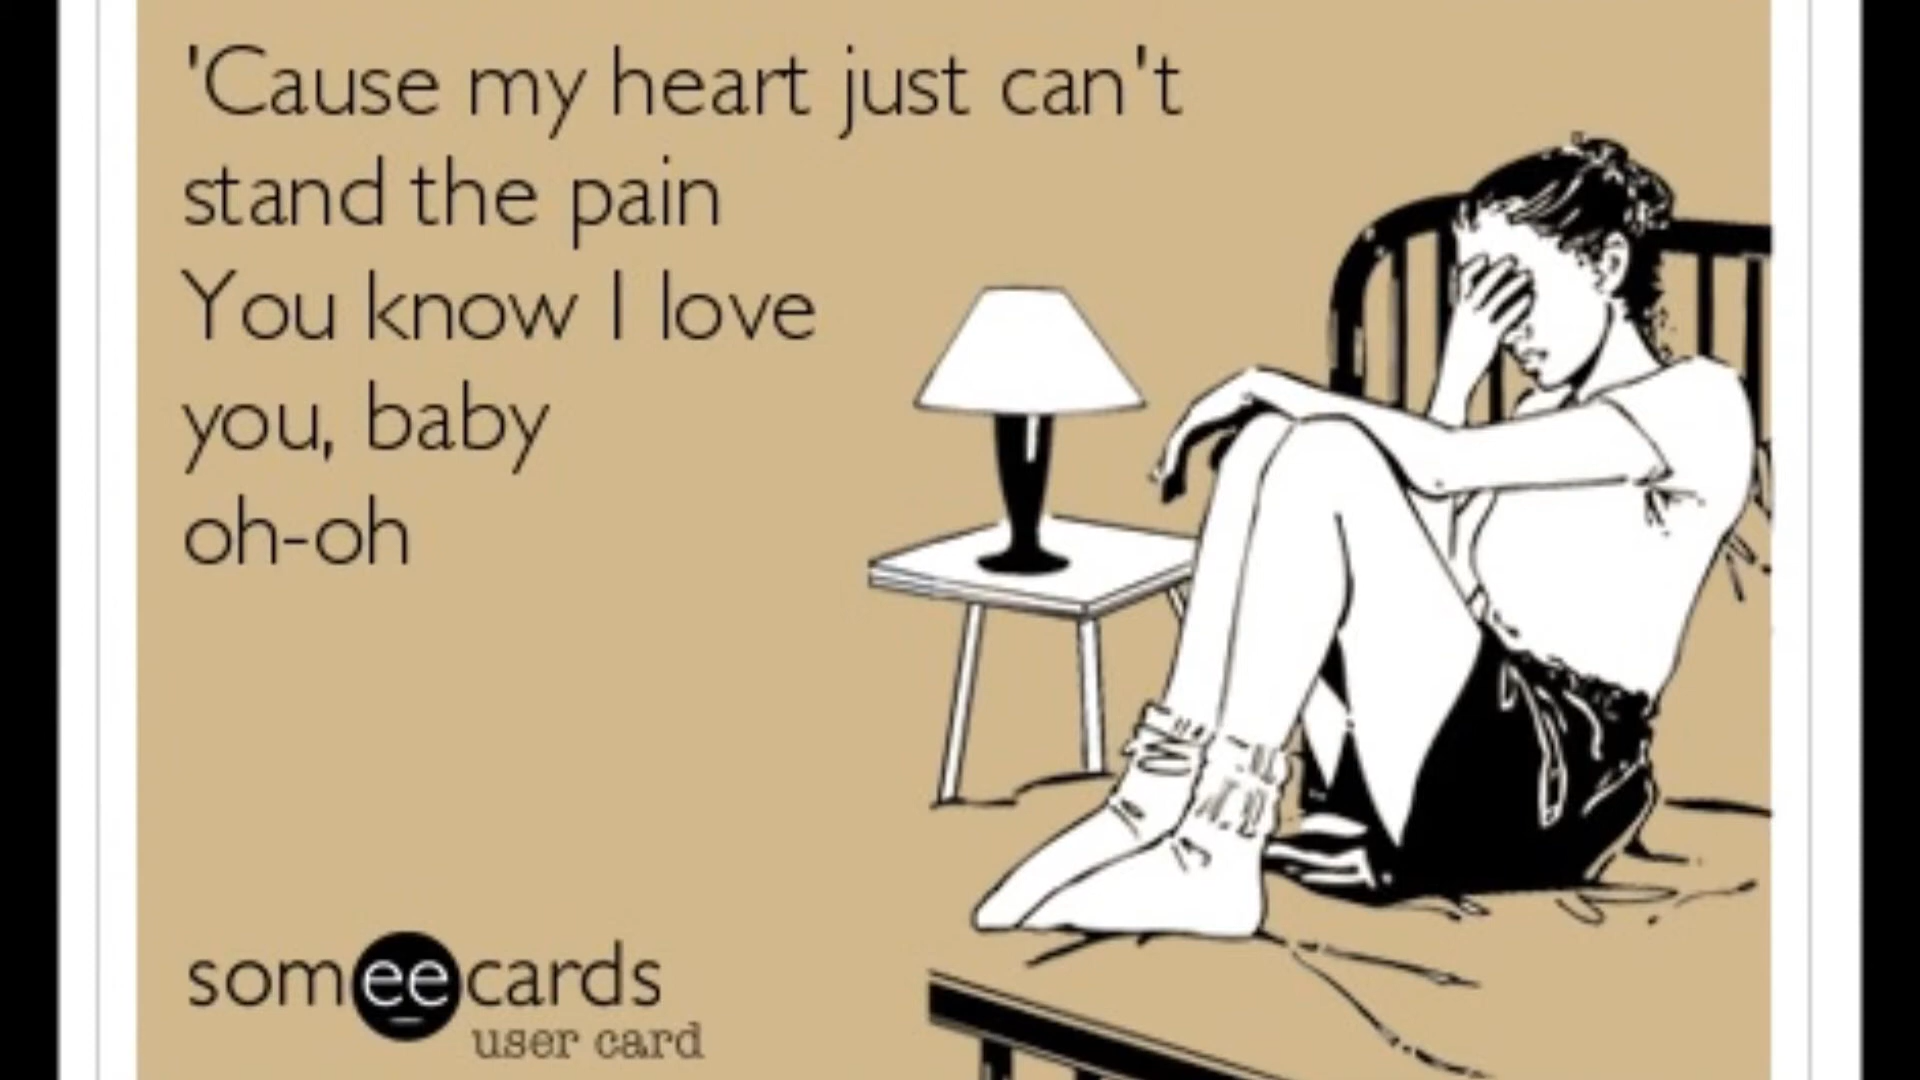 'Cause my heart just can't
stand the pain
You know I love
you, baby
oh-oh
someecards
user card